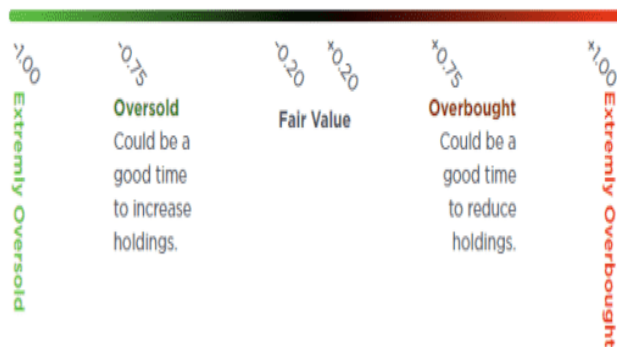 -1.00
-0.75
-0.20
+0.20
+0.75
+1.00
Extremly Oversold
Oversold
Could be a
good time
to increase
holdings.
Fair Value
Overbought
Could be a
good time
to reduce
holdings.
Extremly Overbought